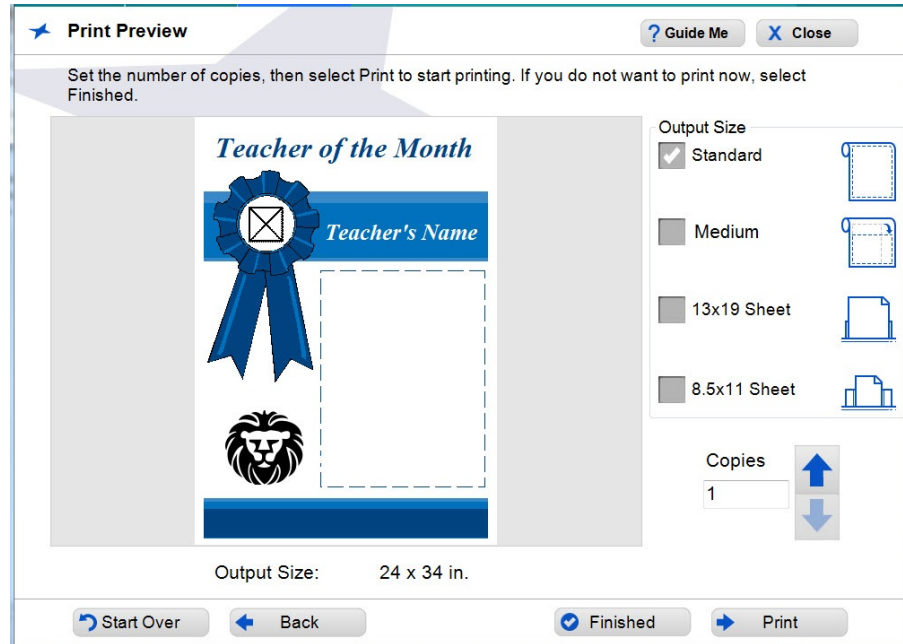 Print Preview
? Guide Me
X Close
Set the number of copies, then select Print to start printing. If you do not want to print now, select
Finished.
Teacher of the Month
Teacher's Name
Output Size
Standard
Medium
13x19 Sheet
8.5x11 Sheet
Copies
1
Output Size: 24 x 34 in.
Start Over
Back
Finished
Print